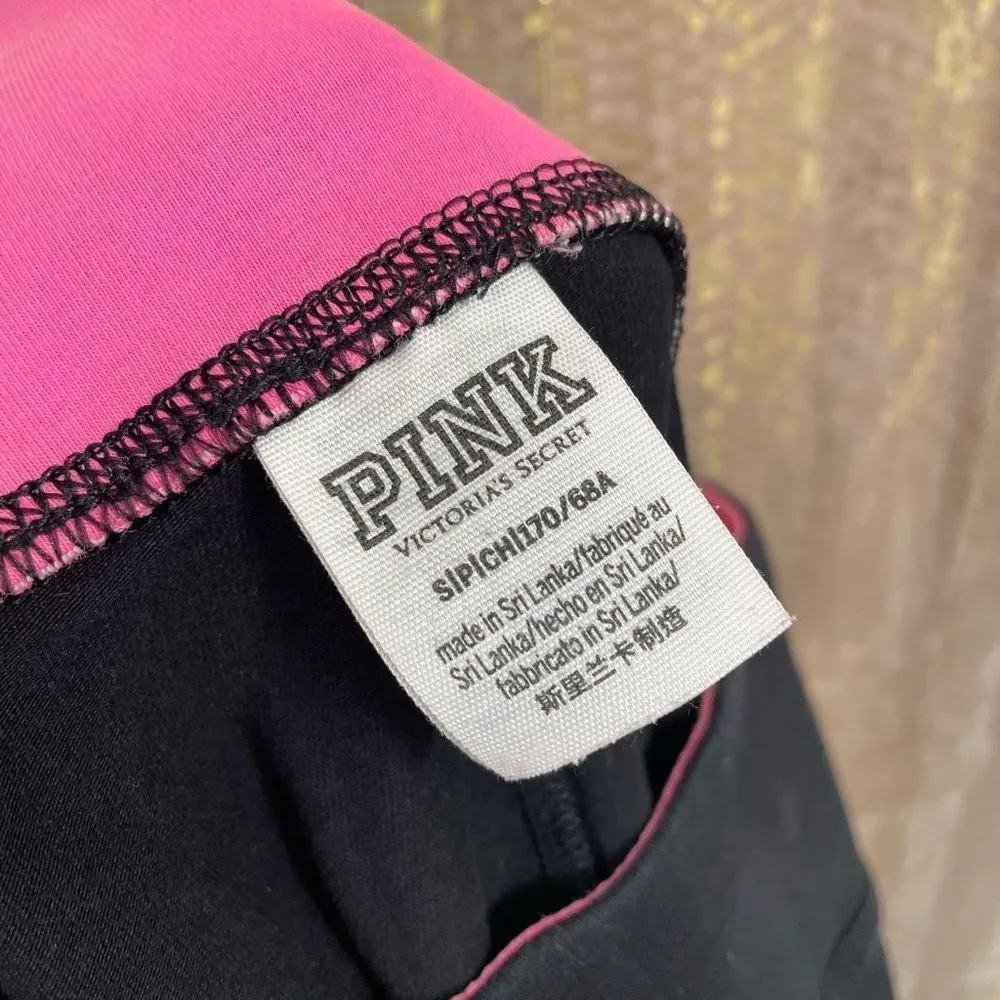 PINK
VICTORIA'S SECRET
S|P|CH|170/68A
made in Sri Lanka/fabriqué au
Sri Lanka/hecho en Sri Lanka/
fabbricato in Sri Lanka/
斯里兰卡制造